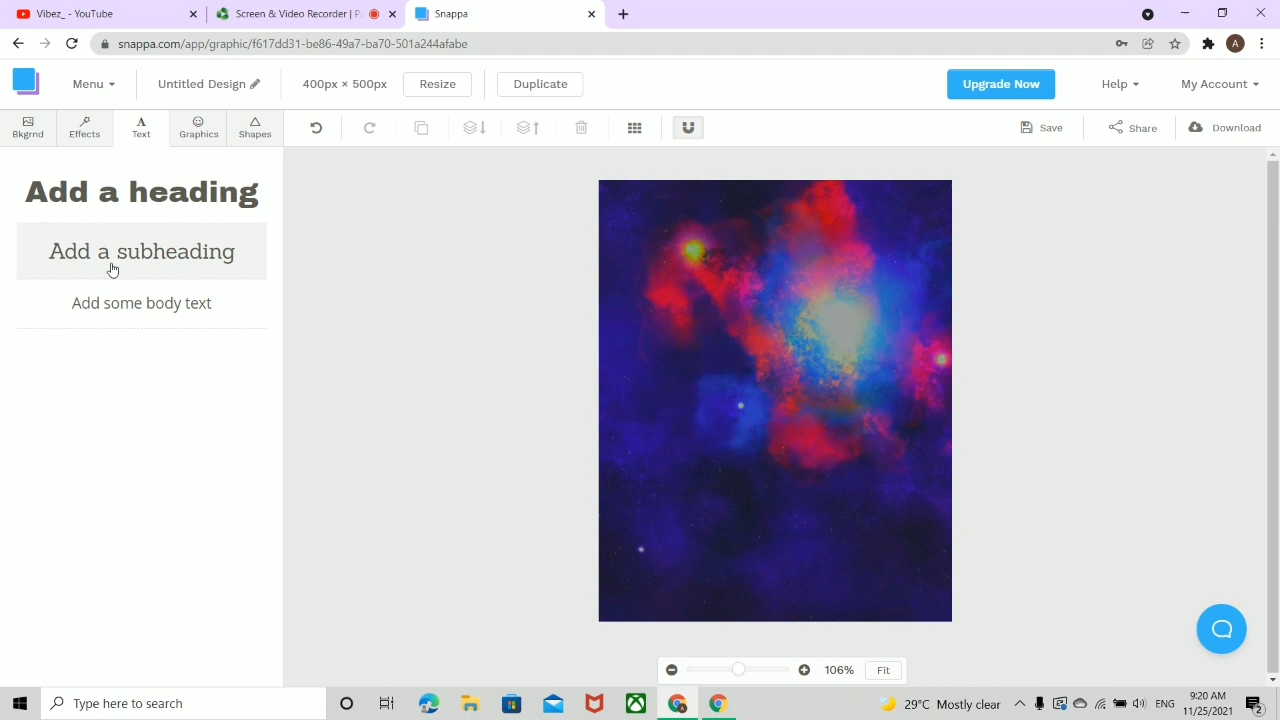 Vibez_ - YouTube
Screen & Video Recorder | P
Snappa
snappa.com/app/graphic/f617dd31-be86-49a7-ba70-501a244afabe
A
Menu
Untitled Design
400px × 500px
Resize
Duplicate
Upgrade Now
Help
My Account
Bkgrnd
Effects
A
Text
Graphics
Shapes
Save
Share
Download
Add a heading
Add a subheading
Add some body text
106%
Fit
Type here to search
29°C Mostly clear
ENG
9:20 AM
11/25/2021
2